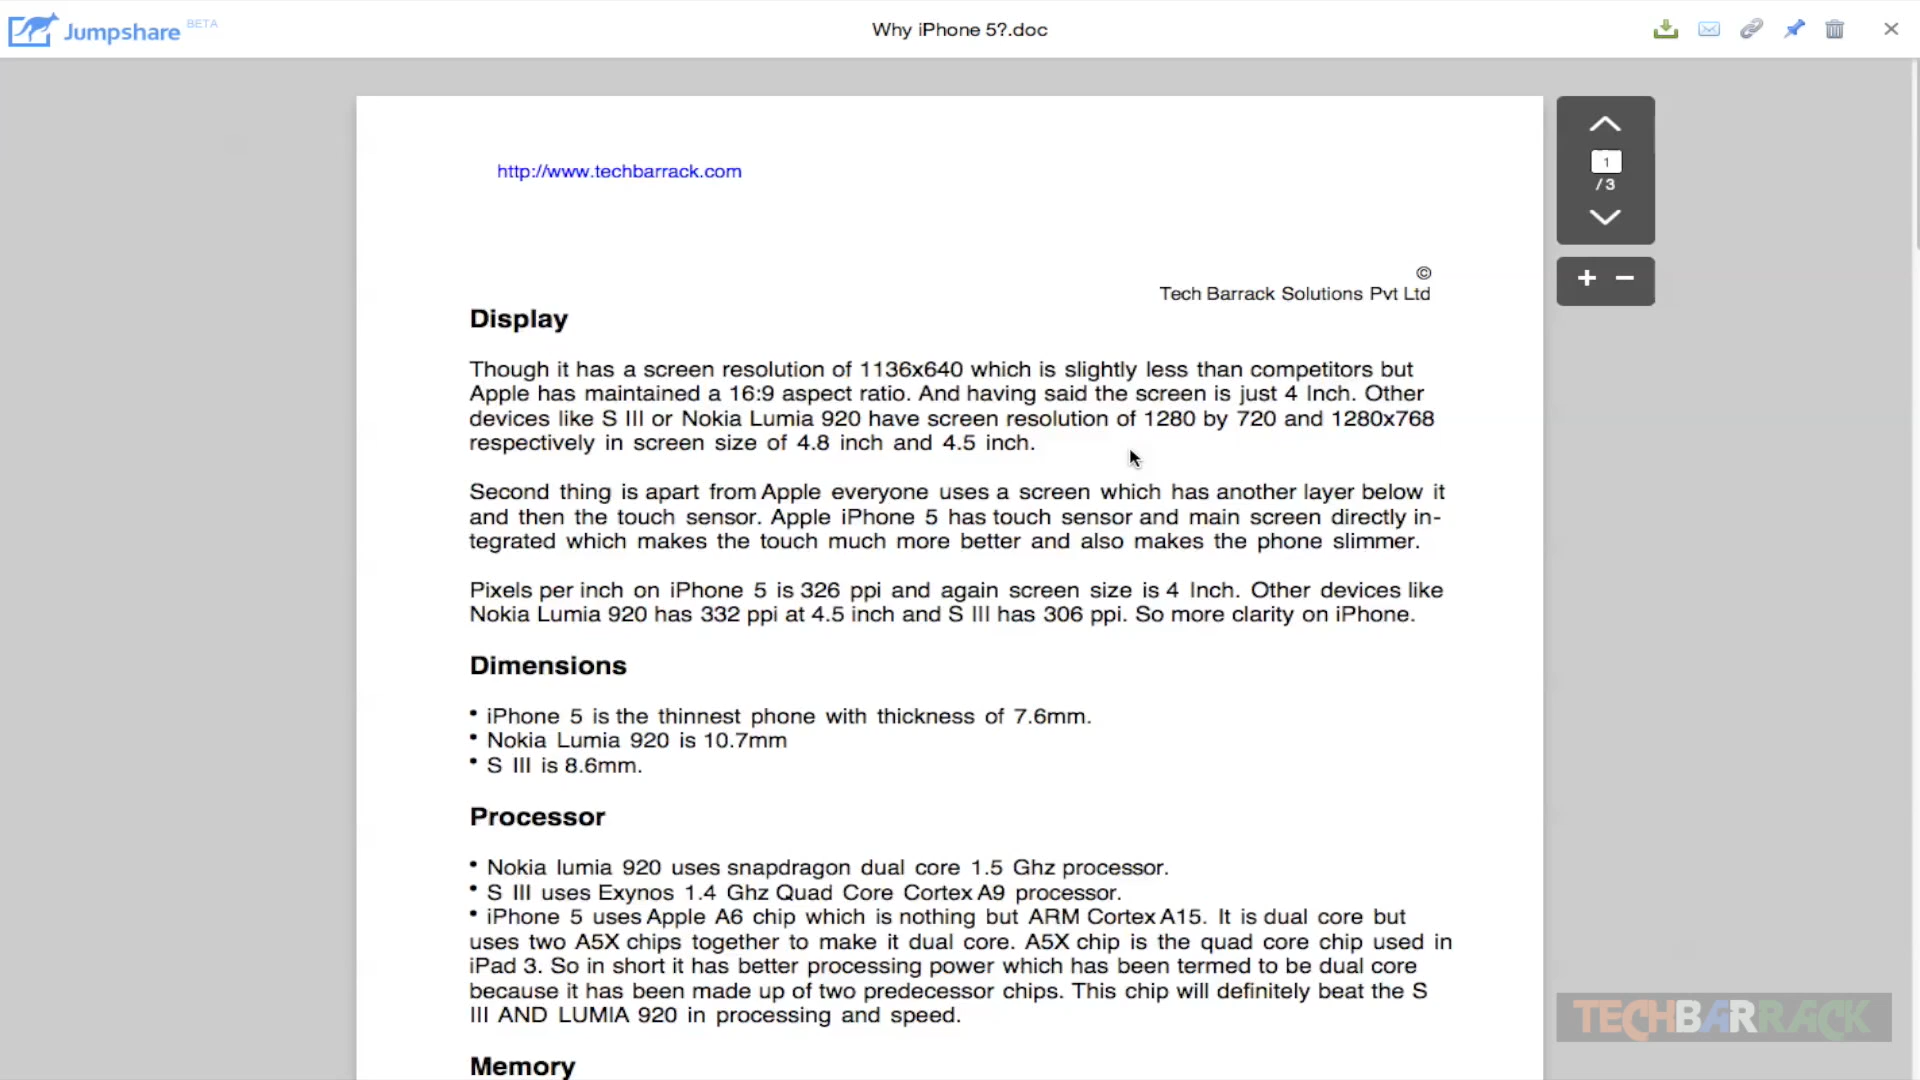 Jumpshare BETA
Why iPhone 5?.doc
1
/ 3
http://www.techbarrack.com
©
Tech Barrack Solutions Pvt Ltd
Display
Though it has a screen resolution of 1136x640 which is slightly less than competitors but
Apple has maintained a 16:9 aspect ratio. And having said the screen is just 4 Inch. Other
devices like S III or Nokia Lumia 920 have screen resolution of 1280 by 720 and 1280x768
respectively in screen size of 4.8 inch and 4.5 inch.
Second thing is apart from Apple everyone uses a screen which has another layer below it
and then the touch sensor. Apple iPhone 5 has touch sensor and main screen directly in-
tegrated which makes the touch much more better and also makes the phone slimmer.
Pixels per inch on iPhone 5 is 326 ppi and again screen size is 4 Inch. Other devices like
Nokia Lumia 920 has 332 ppi at 4.5 inch and S III has 306 ppi. So more clarity on iPhone.
Dimensions
• iPhone 5 is the thinnest phone with thickness of 7.6mm.
• Nokia Lumia 920 is 10.7mm
• S III is 8.6mm.
Processor
• Nokia lumia 920 uses snapdragon dual core 1.5 Ghz processor.
• S III uses Exynos 1.4 Ghz Quad Core Cortex A9 processor.
• iPhone 5 uses Apple A6 chip which is nothing but ARM Cortex A15. It is dual core but
uses two A5X chips together to make it dual core. A5X chip is the quad core chip used in
iPad 3. So in short it has better processing power which has been termed to be dual core
because it has been made up of two predecessor chips. This chip will definitely beat the S
III AND LUMIA 920 in processing and speed.
Memory
TECHBARRACK